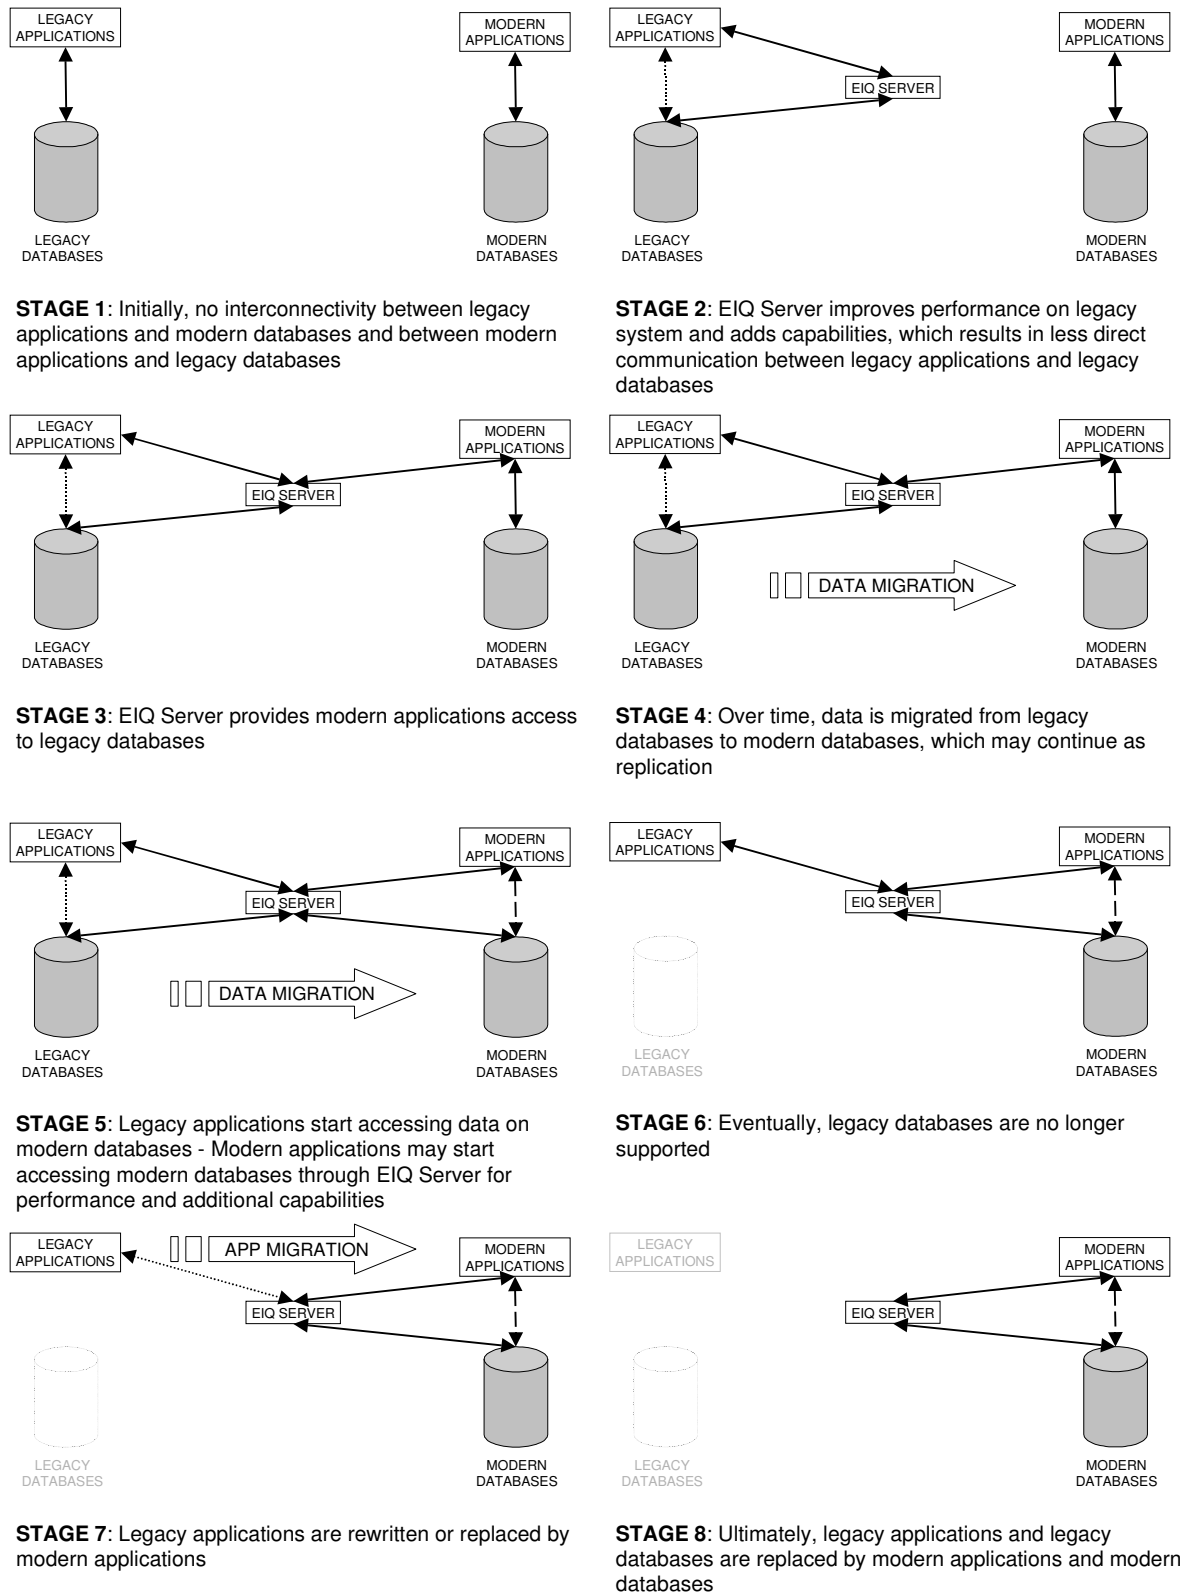 LEGACY
APPLICATIONS
MODERN
APPLICATIONS
LEGACY
DATABASES
MODERN
DATABASES
STAGE 1: Initially, no interconnectivity between legacy
applications and modern databases and between modern
applications and legacy databases
LEGACY
APPLICATIONS
MODERN
APPLICATIONS
EIQ SERVER
LEGACY
DATABASES
MODERN
DATABASES
STAGE 2: EIQ Server improves performance on legacy
system and adds capabilities, which results in less direct
communication between legacy applications and legacy
databases
LEGACY
APPLICATIONS
MODERN
APPLICATIONS
EIQ SERVER
LEGACY
DATABASES
MODERN
DATABASES
STAGE 3: EIQ Server provides modern applications access
to legacy databases
LEGACY
APPLICATIONS
MODERN
APPLICATIONS
EIQ SERVER
DATA MIGRATION
LEGACY
DATABASES
MODERN
DATABASES
STAGE 4: Over time, data is migrated from legacy
databases to modern databases, which may continue as
replication
LEGACY
APPLICATIONS
MODERN
APPLICATIONS
EIQ SERVER
DATA MIGRATION
LEGACY
DATABASES
MODERN
DATABASES
STAGE 5: Legacy applications start accessing data on
modern databases - Modern applications may start
accessing modern databases through EIQ Server for
performance and additional capabilities
LEGACY
APPLICATIONS
MODERN
APPLICATIONS
EIQ SERVER
LEGACY
DATABASES
MODERN
DATABASES
STAGE 6: Eventually, legacy databases are no longer
supported
LEGACY
APPLICATIONS
APP MIGRATION
MODERN
APPLICATIONS
EIQ SERVER
LEGACY
DATABASES
MODERN
DATABASES
STAGE 7: Legacy applications are rewritten or replaced by
modern applications
LEGACY
APPLICATIONS
MODERN
APPLICATIONS
EIQ SERVER
LEGACY
DATABASES
MODERN
DATABASES
STAGE 8: Ultimately, legacy applications and legacy
databases are replaced by modern applications and modern
databases